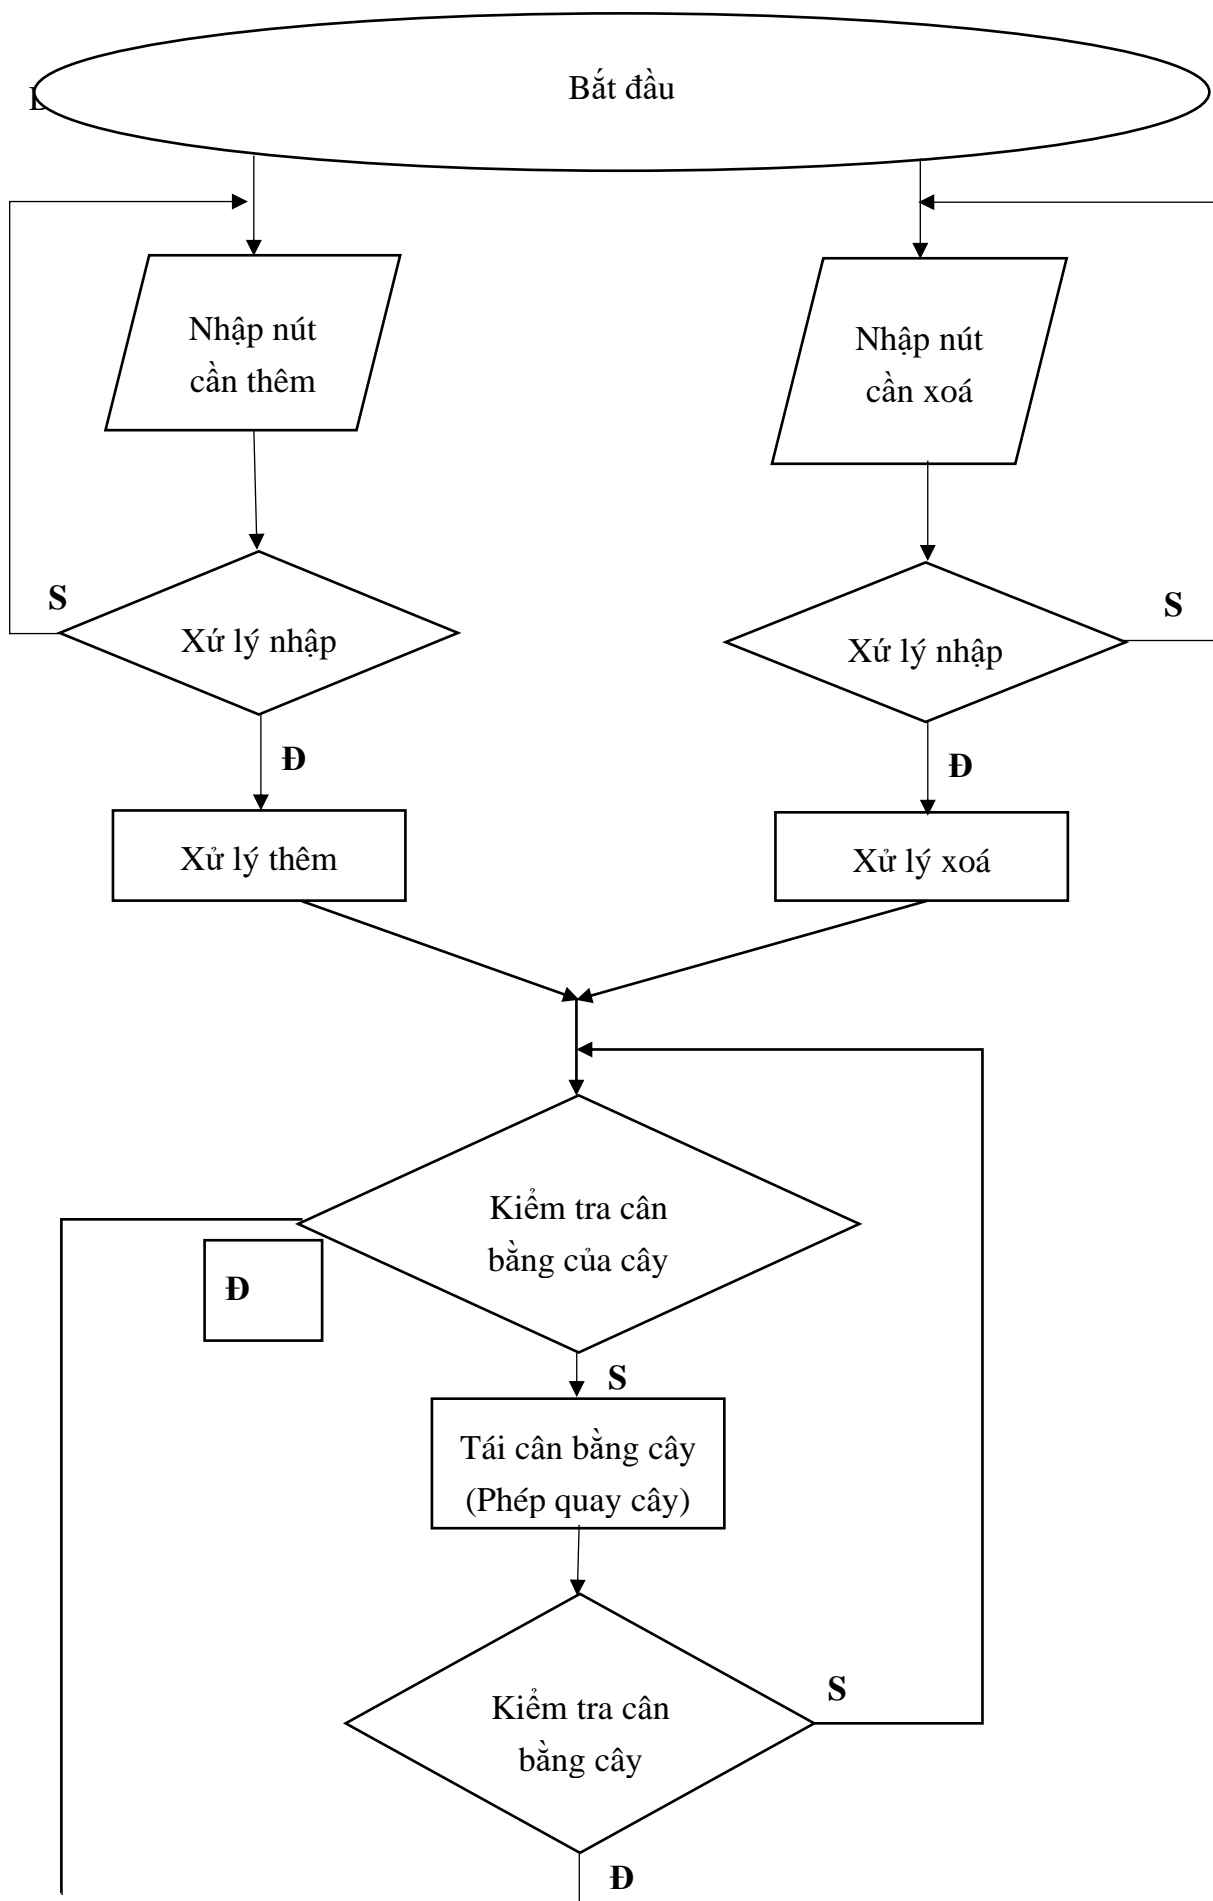 Bắt đầu
Nhập nút
cần thêm
Nhập nút
cần xoá
S
Xứ lý nhập
S
Xứ lý nhập
Đ
Đ
Xử lý thêm
Xử lý xoá
Kiểm tra cân
bằng của cây
Đ
S
Tái cân bằng cây
(Phép quay cây)
S
Kiểm tra cân
bằng cây
Đ